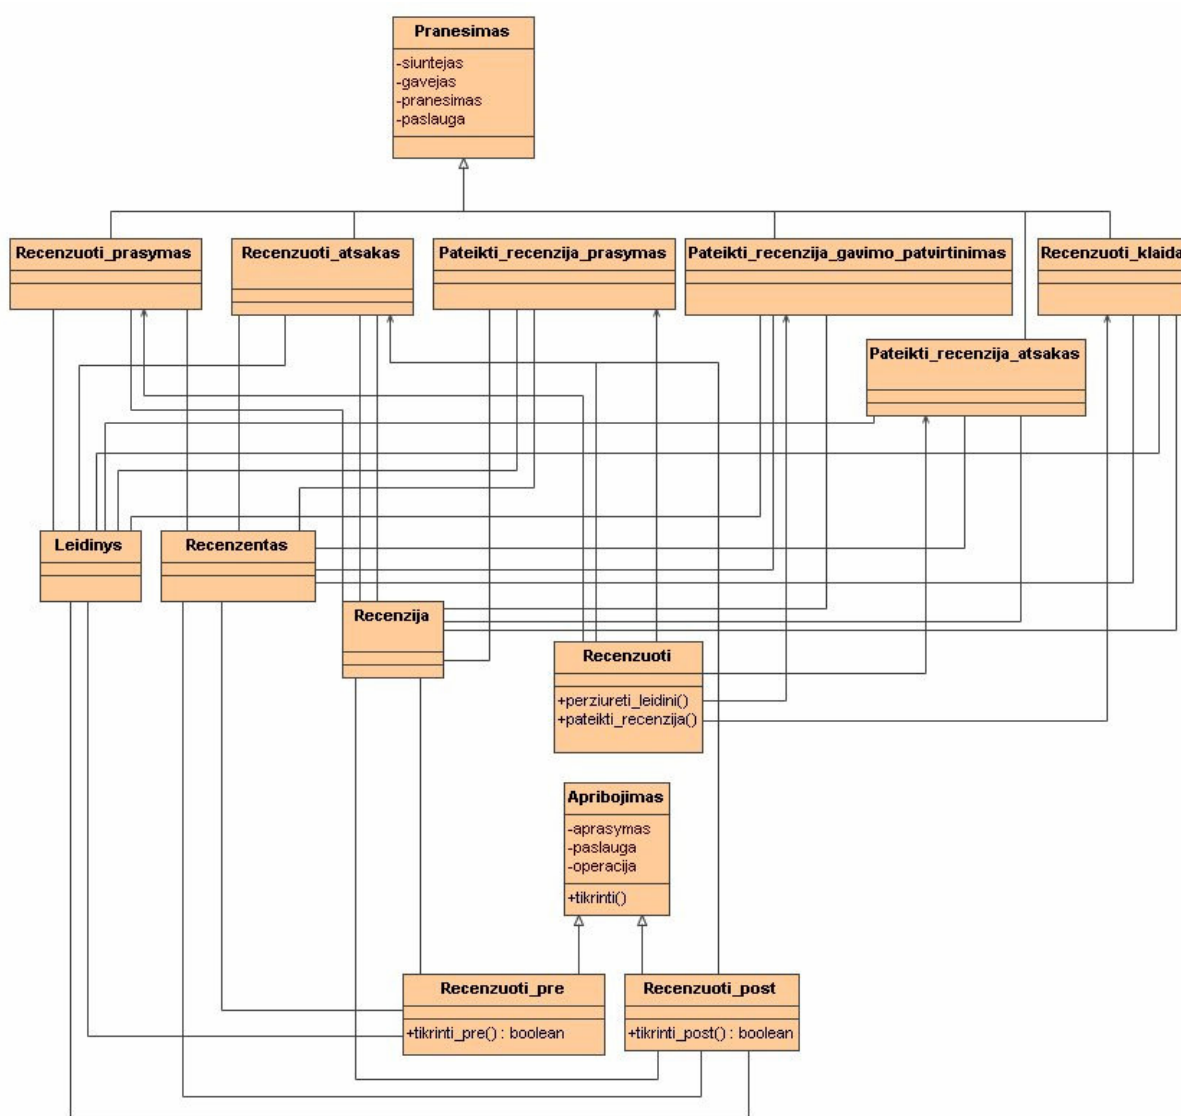 Pranesimas
-siuntejas
-gavejas
-pranesimas
-paslauga
Recenzuoti_prasymas
Recenzuoti_atsakas
Pateikti_recenzija_prasymas
Pateikti_recenzija_gavimo_patvirtinimas
Recenzuoti_klaida
Pateikti_recenzija_atsakas
Leidinys
Recenzentas
Recenzija
Recenzuoti
+perziureti_leidini()
+pateikti_recenzija()
Apribojimas
-aprasymas
-paslauga
-operacija
+tikrinti()
Recenzuoti_pre
+tikrinti_pre() : boolean
Recenzuoti_post
+tikrinti_post() : boolean